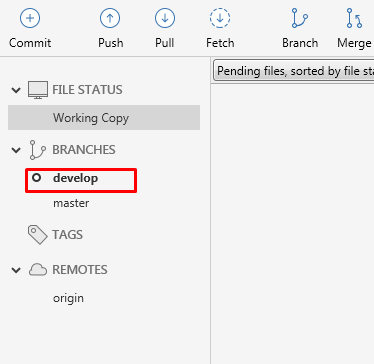 Commit Push Pull Fetch Branch Merge
Pending files, sorted by file sta
FILE STATUS
Working Copy
BRANCHES
develop
master
TAGS
REMOTES
origin